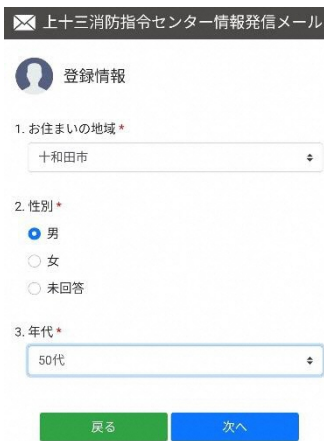 上十三消防指令センター情報発信メール
登録情報
1. お住まいの地域 *
十和田市
2. 性別 *
男
女
未回答
3. 年代 *
50代
戻る 次へ